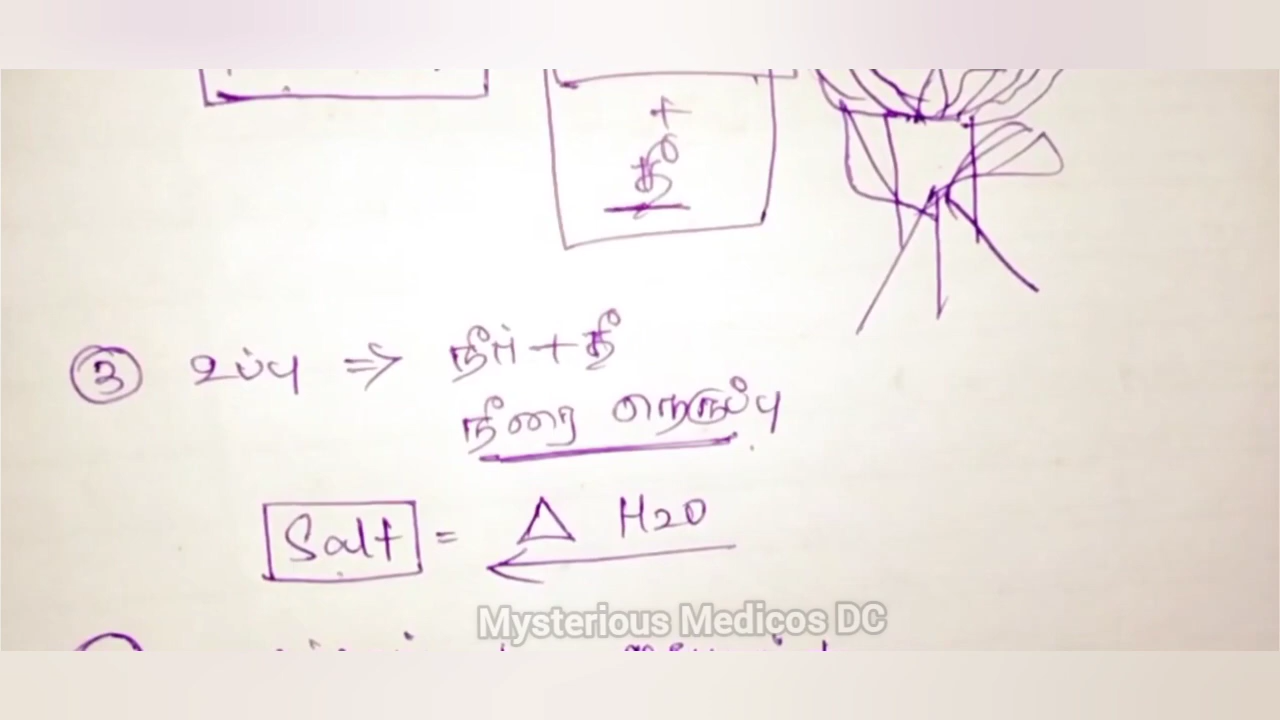 +
தீ
③ உப்பு ⇒ நீர் + தீ
நீரை நெருப்பு
Salt = Δ H2O
Mysterious Medicos DC